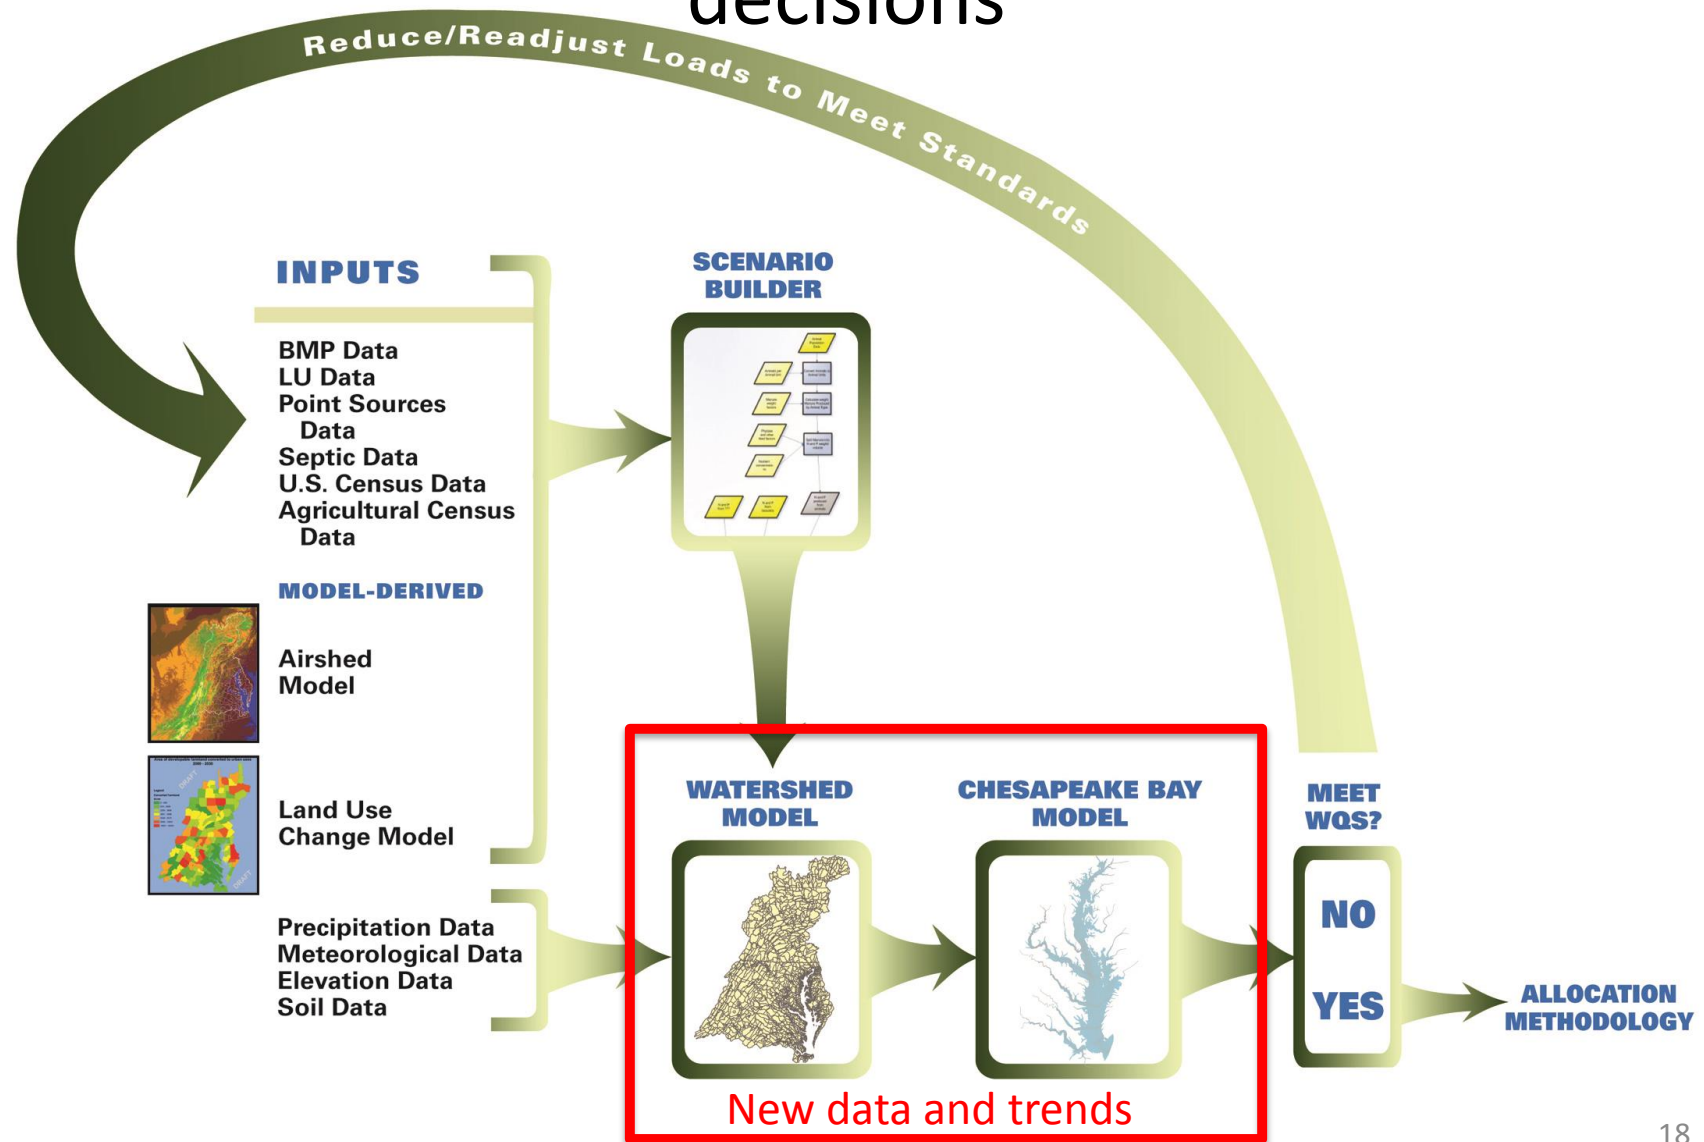 decisions
Reduce/Readjust Loads to Meet Standards
INPUTS
BMP Data
LU Data
Point Sources
Data
Septic Data
U.S. Census Data
Agricultural Census
Data
MODEL-DERIVED
Airshed
Model
Land Use
Change Model
Precipitation Data
Meteorological Data
Elevation Data
Soil Data
SCENARIO
BUILDER
WATERSHED
MODEL
CHESAPEAKE BAY
MODEL
New data and trends
MEET
WQS?
NO
YES
ALLOCATION
METHODOLOGY
DRAFT
DRAFT
18